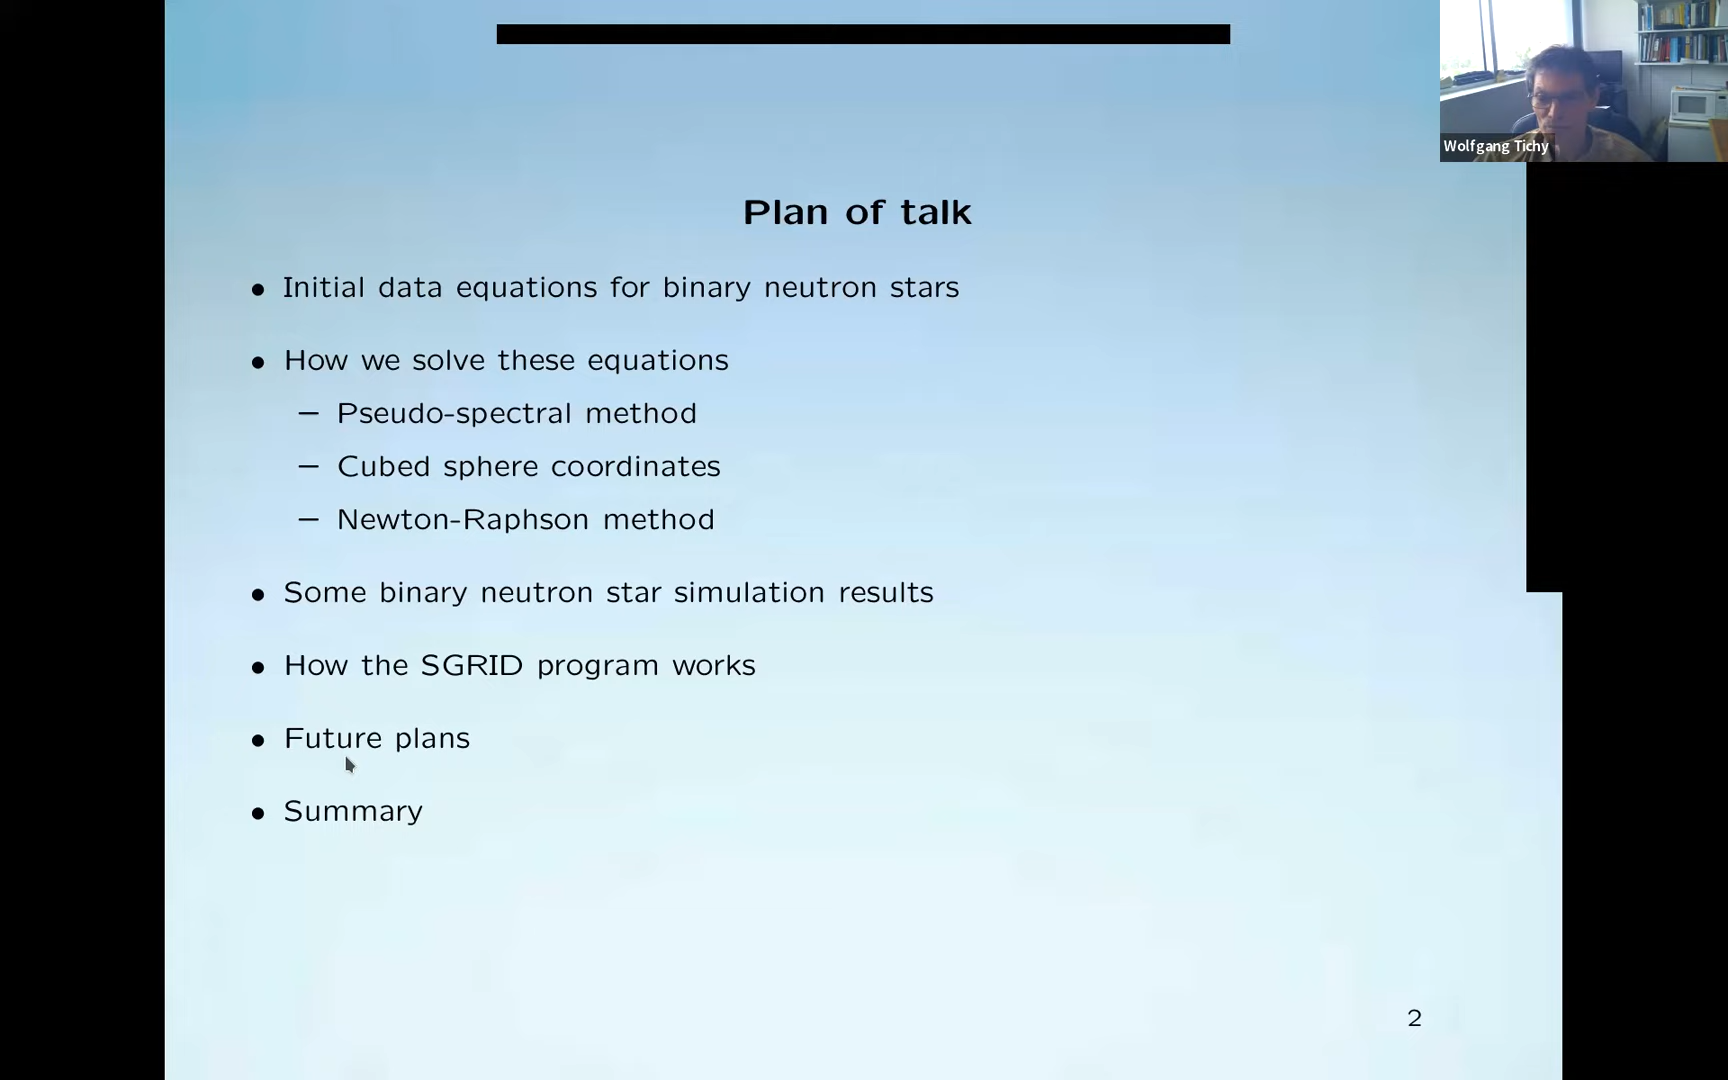 Wolfgang Tichy
Plan of talk
• Initial data equations for binary neutron stars
• How we solve these equations
– Pseudo-spectral method
– Cubed sphere coordinates
– Newton-Raphson method
• Some binary neutron star simulation results
• How the SGRID program works
• Future plans
• Summary
2